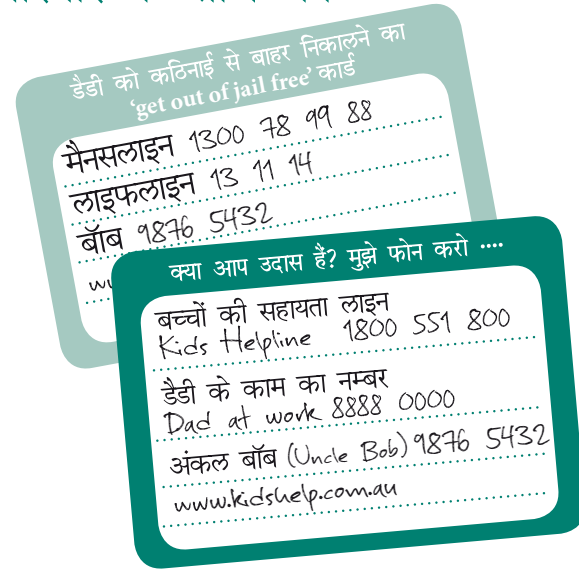 डैडी को कठिनाई से बाहर निकालने का
‘get out of jail free’ कार्ड
मैनसलाइन 1300 78 99 88
लाइफलाइन 13 11 14
बॉब 9876 5432
क्या आप उदास हैं? मुझे फोन करो ....
बच्चों की सहायता लाइन
Kids Helpline 1800 551 800
डैडी के काम का नम्बर
Dad at work 8888 0000
अंकल बॉब (Uncle Bob) 9876 5432
www.kidshelp.com.au